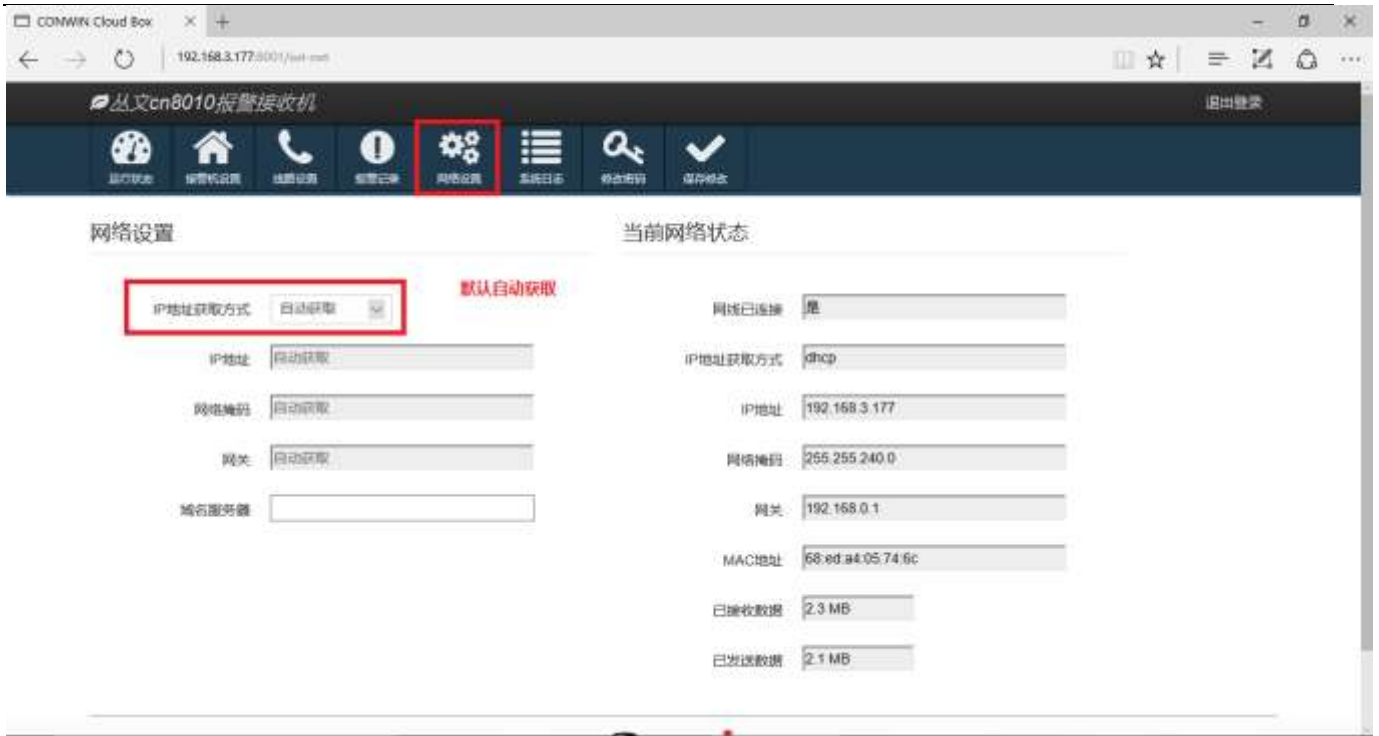 CONWIN Cloud Box
192.168.3.177:8001/set-net
丛文cn8010报警接收机
退出登录
运行状态 报警机设置 线路设置 报警记录 网络设置 系统日志 修改密码 保存修改
网络设置
IP地址获取方式 自动获取
默认自动获取
IP地址 自动获取
网络掩码 自动获取
网关 自动获取
域名服务器
当前网络状态
网线已连接 是
IP地址获取方式 dhcp
IP地址 192.168.3.177
网络掩码 255.255.240.0
网关 192.168.0.1
MAC地址 68:ed:a4:05:74:6c
已接收数据 2.3 MB
已发送数据 2.1 MB